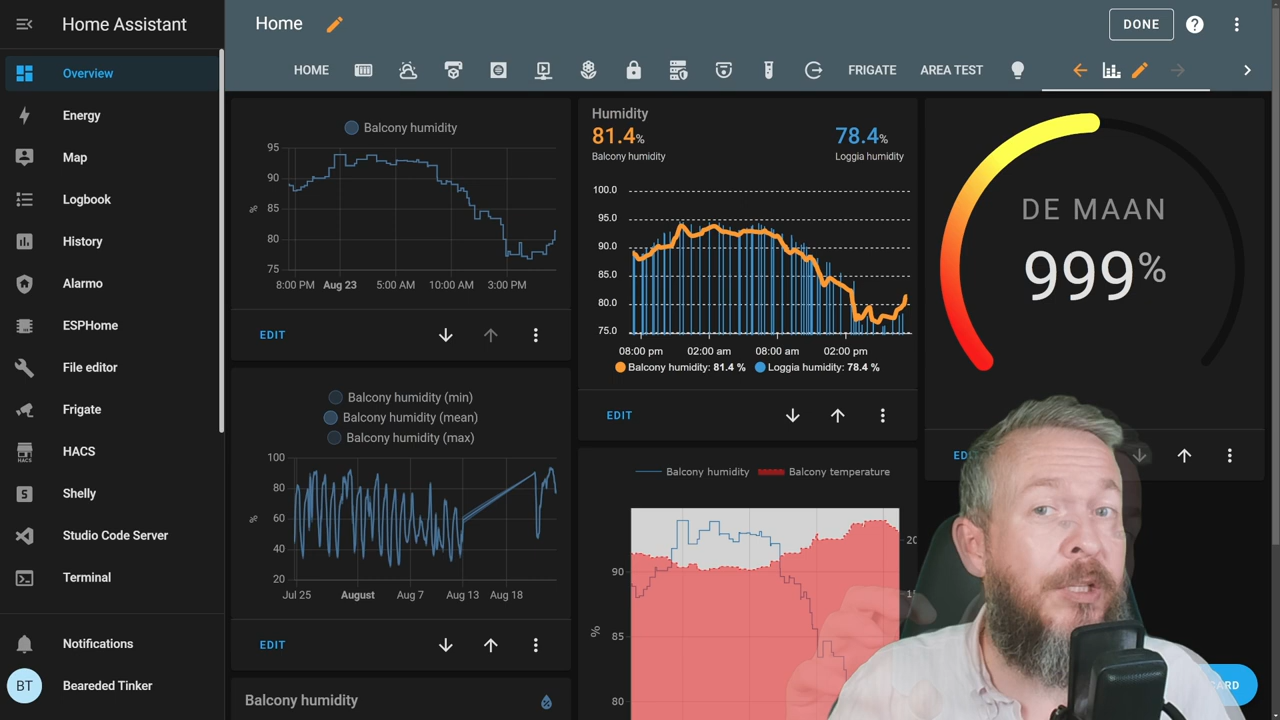 Home Assistant
Overview
Energy
Map
Logbook
History
Alarmo
ESPHome
File editor
Frigate
HACS
HACS
Shelly
Studio Code Server
Terminal
Notifications
BT
Beareded Tinker
Home
DONE
HOME
FRIGATE
AREA TEST
Balcony humidity
95
90
%
85
80
75
8:00 PM Aug 23 5:00 AM 10:00 AM 3:00 PM
EDIT
Balcony humidity (min)
Balcony humidity (mean)
Balcony humidity (max)
100
80
%
60
40
20
Jul 25 August Aug 7 Aug 13 Aug 18
EDIT
Balcony humidity
Humidity
81.4% 78.4%
Balcony humidity Loggia humidity
100.0
95.0
90.0
85.0
80.0
75.0
08:00 pm 02:00 am 08:00 am 02:00 pm
Balcony humidity: 81.4 % Loggia humidity: 78.4 %
EDIT
Balcony humidity Balcony temperature
90
85
%
80
DE MAAN
999%